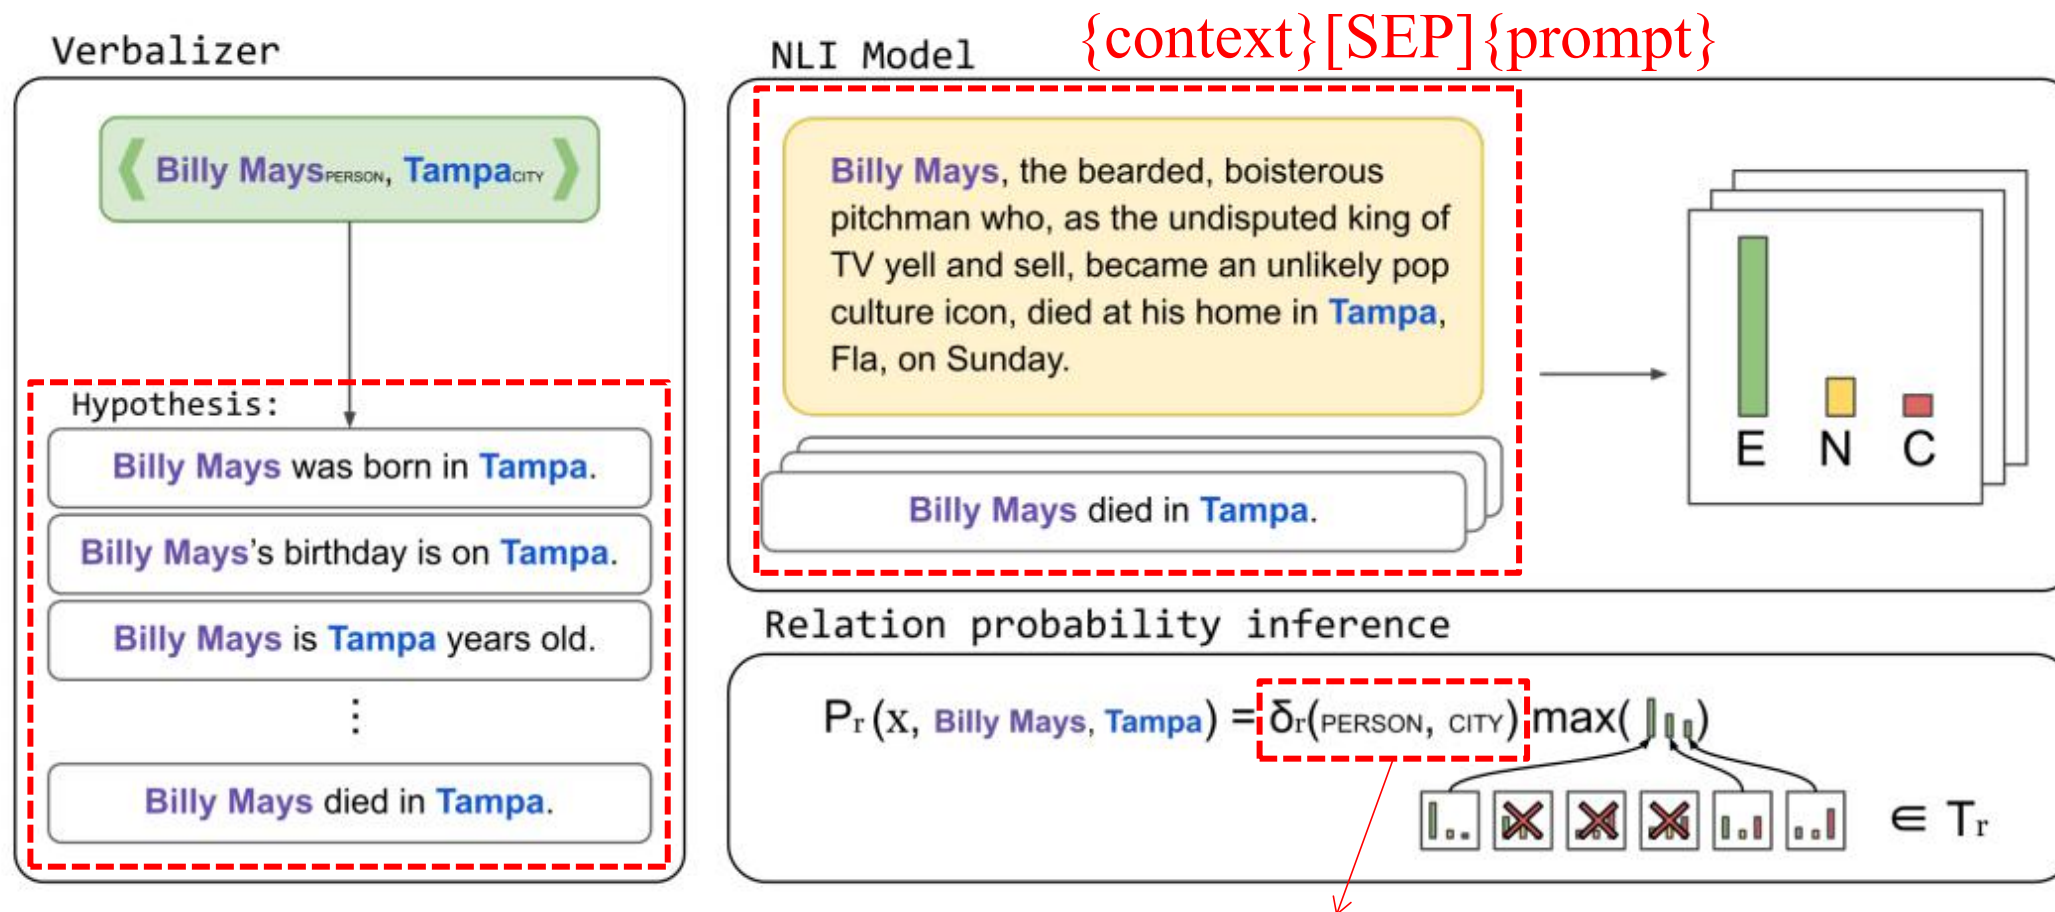 Verbalizer
❬ Billy Mays PERSON, Tampa CITY ❭
Hypothesis:
Billy Mays was born in Tampa.
Billy Mays's birthday is on Tampa.
Billy Mays is Tampa years old.
⋮
Billy Mays died in Tampa.
NLI Model
{context}[SEP]{prompt}
Billy Mays, the bearded, boisterous
pitchman who, as the undisputed king of
TV yell and sell, became an unlikely pop
culture icon, died at his home in Tampa,
Fla, on Sunday.
Billy Mays died in Tampa.
E N C
Relation probability inference
Pr (x, Billy Mays, Tampa) = δr(PERSON, CITY) max( )
∈ Tr